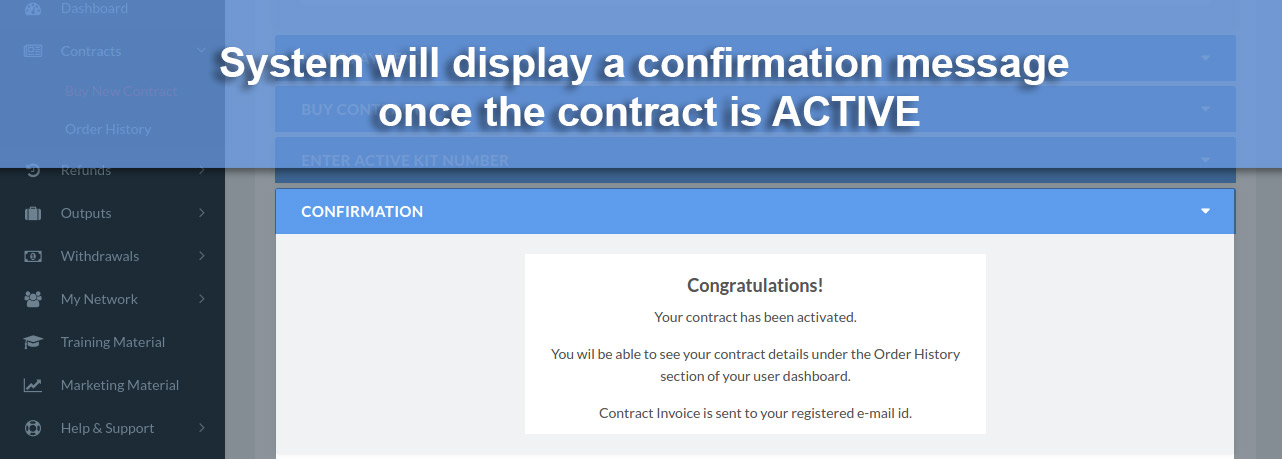 Dashboard
Contracts
System will display a confirmation message
once the contract is ACTIVE
Buy New Contract
BUY CONT
Order History
ENTER ACTIVE KIT NUMBER
Refunds
Outputs
Withdrawals
My Network
Training Material
Marketing Material
Help & Support
CONFIRMATION
Congratulations!
Your contract has been activated.
You wil be able to see your contract details under the Order History
section of your user dashboard.
Contract Invoice is sent to your registered e-mail id.